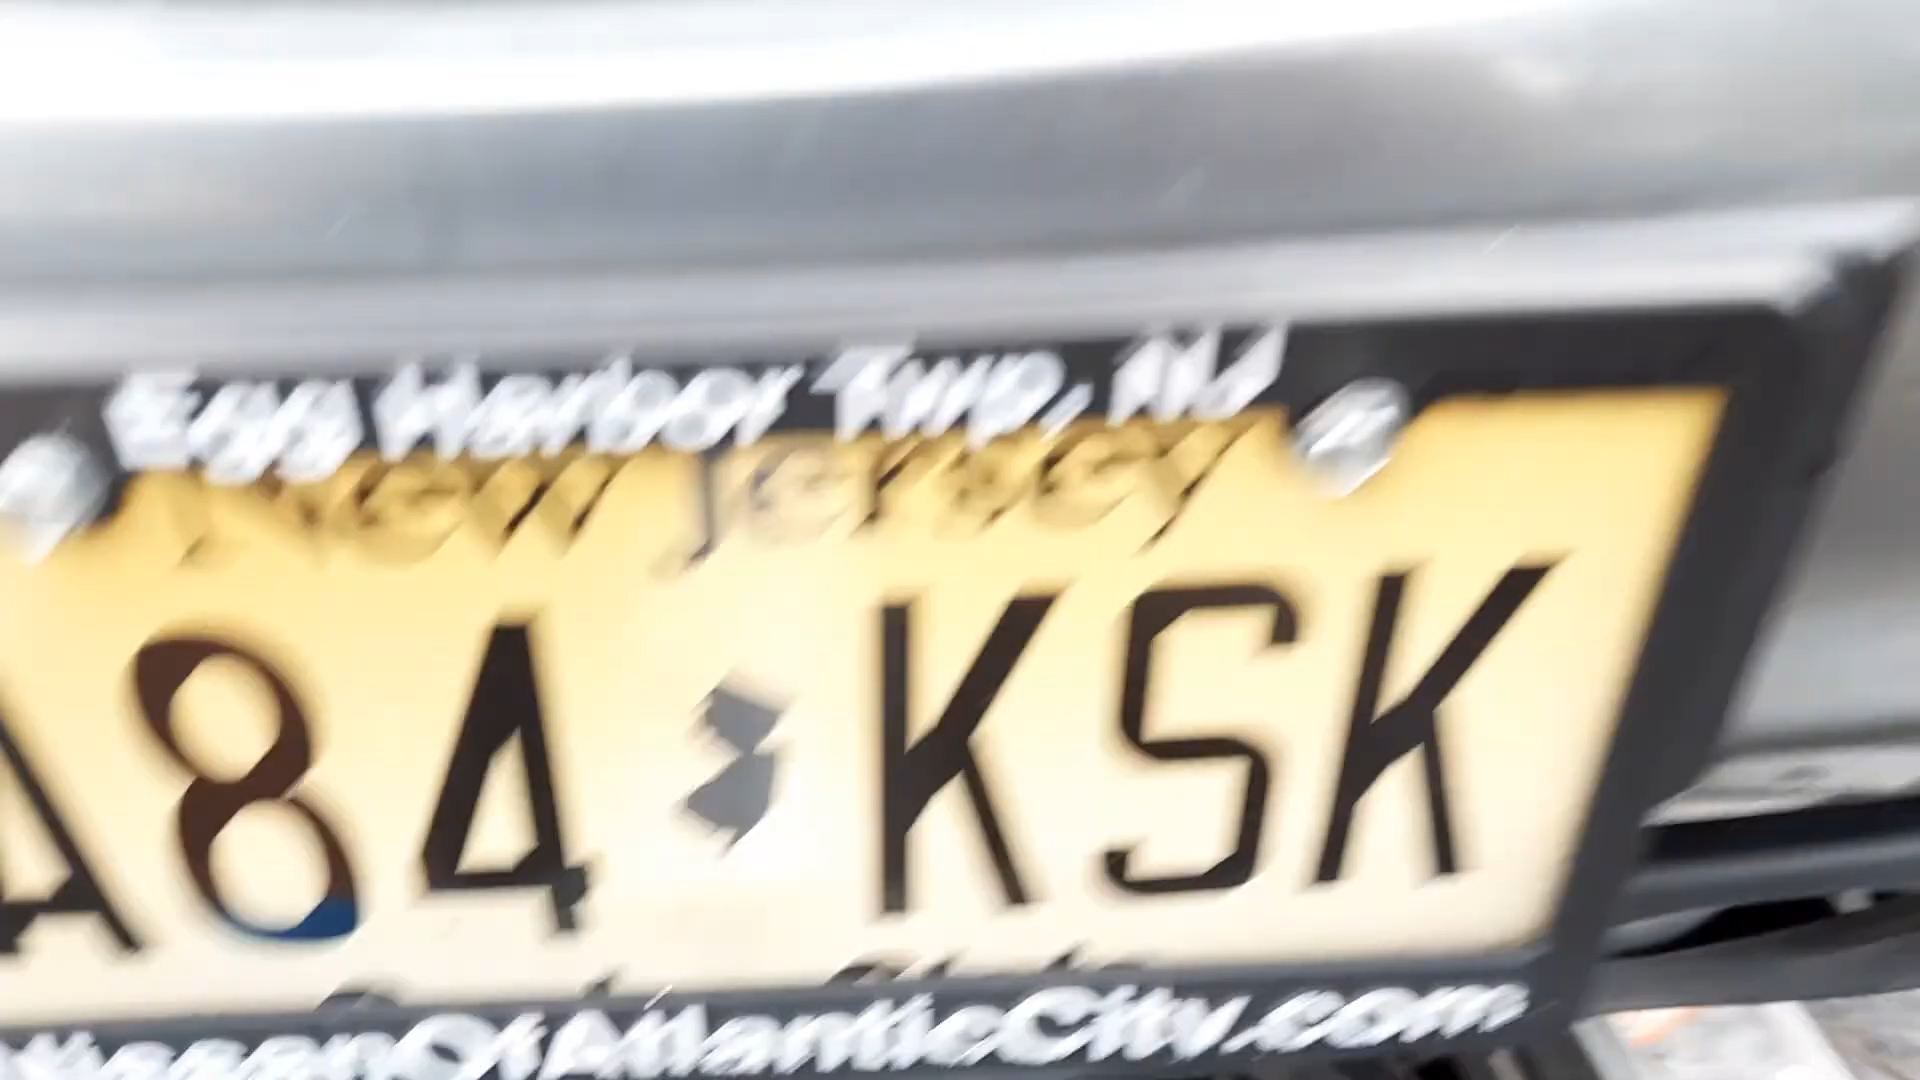 Egg Harbor Twp, NJ
New Jersey
A84 KSK
NissanOfAtlanticCity.com